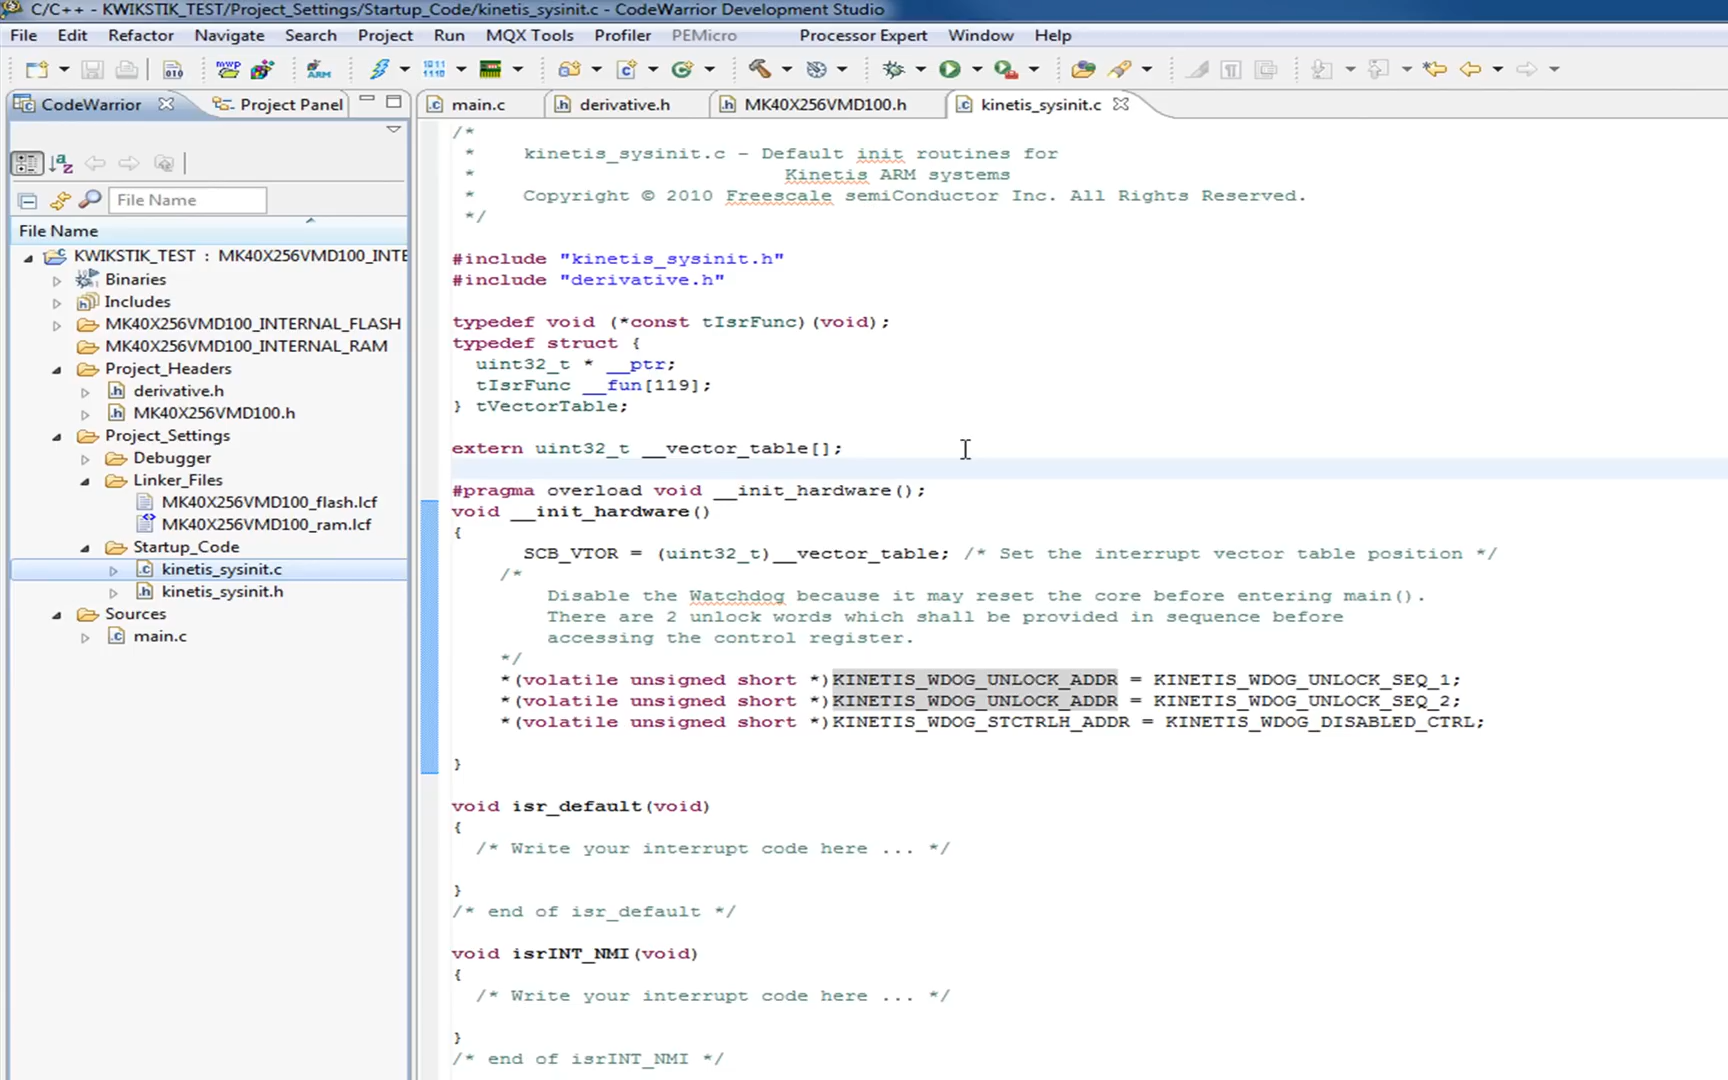 C/C++ - KWIKSTIK_TEST/Project_Settings/Startup_Code/kinetis_sysinit.c - CodeWarrior Development Studio
File Edit Refactor Navigate Search Project Run MQX Tools Profiler PEMicro Processor Expert Window Help
CodeWarrior Project Panel main.c derivative.h MK40X256VMD100.h kinetis_sysinit.c
File Name
File Name
KWIKSTIK_TEST : MK40X256VMD100_INTE
Binaries
Includes
MK40X256VMD100_INTERNAL_FLASH
MK40X256VMD100_INTERNAL_RAM
Project_Headers
derivative.h
MK40X256VMD100.h
Project_Settings
Debugger
Linker_Files
MK40X256VMD100_flash.lcf
MK40X256VMD100_ram.lcf
Startup_Code
kinetis_sysinit.c
kinetis_sysinit.h
Sources
main.c
/*
 *    kinetis_sysinit.c - Default init routines for
 *                        Kinetis ARM systems
 *    Copyright © 2010 Freescale semiConductor Inc. All Rights Reserved.
 */
#include "kinetis_sysinit.h"
#include "derivative.h"
typedef void (*const tIsrFunc)(void);
typedef struct {
  uint32_t * __ptr;
  tIsrFunc __fun[119];
} tVectorTable;
extern uint32_t __vector_table[];
#pragma overload void __init_hardware();
void __init_hardware()
{
      SCB_VTOR = (uint32_t)__vector_table; /* Set the interrupt vector table position */
    /*
        Disable the Watchdog because it may reset the core before entering main().
        There are 2 unlock words which shall be provided in sequence before
        accessing the control register.
    */
    *(volatile unsigned short *)KINETIS_WDOG_UNLOCK_ADDR = KINETIS_WDOG_UNLOCK_SEQ_1;
    *(volatile unsigned short *)KINETIS_WDOG_UNLOCK_ADDR = KINETIS_WDOG_UNLOCK_SEQ_2;
    *(volatile unsigned short *)KINETIS_WDOG_STCTRLH_ADDR = KINETIS_WDOG_DISABLED_CTRL;
}
void isr_default(void)
{
  /* Write your interrupt code here ... */
}
/* end of isr_default */
void isrINT_NMI(void)
{
  /* Write your interrupt code here ... */
}
/* end of isrINT_NMI */